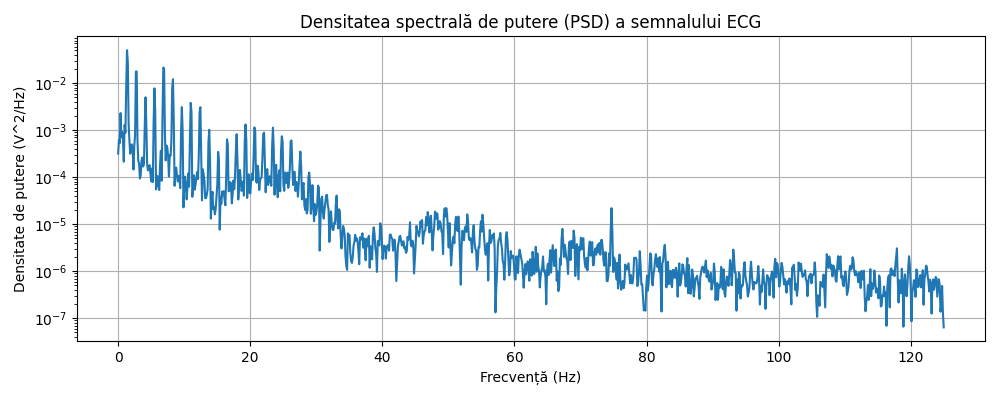 Densitatea spectrală de putere (PSD) a semnalului ECG
Densitate de putere (V^2/Hz)
10⁻²
10⁻³
10⁻⁴
10⁻⁵
10⁻⁶
10⁻⁷
0 20 40 60 80 100 120
Frecvență (Hz)